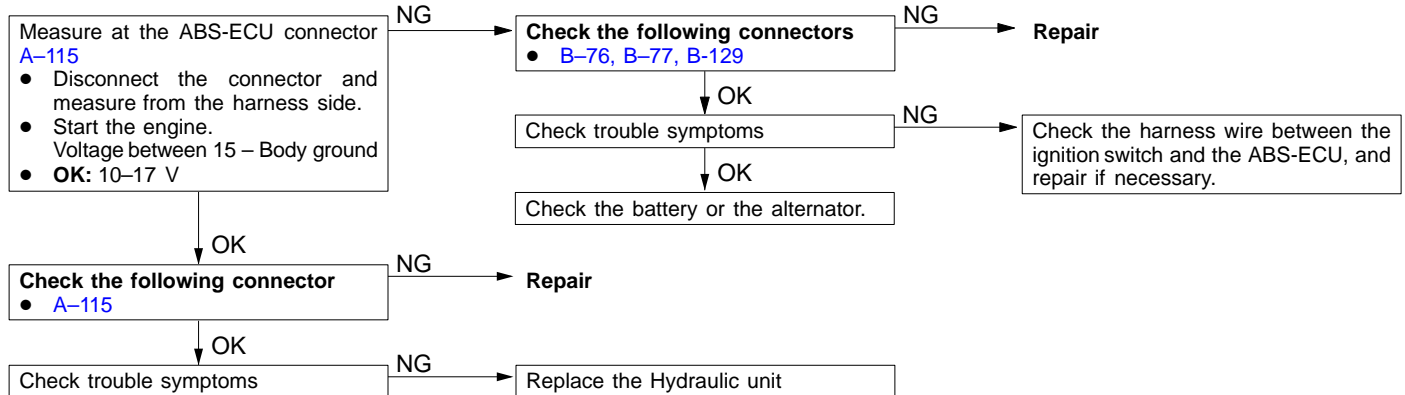 Measure at the ABS-ECU connector
A–115
● Disconnect the connector and
measure from the harness side.
● Start the engine.
Voltage between 15 – Body ground
● OK: 10–17 V
NG
Check the following connectors
● B–76, B–77, B-129
NG
Repair
OK
Check trouble symptoms
NG
Check the harness wire between the
ignition switch and the ABS-ECU, and
repair if necessary.
OK
Check the battery or the alternator.
OK
Check the following connector
● A–115
NG
Repair
OK
Check trouble symptoms
NG
Replace the Hydraulic unit